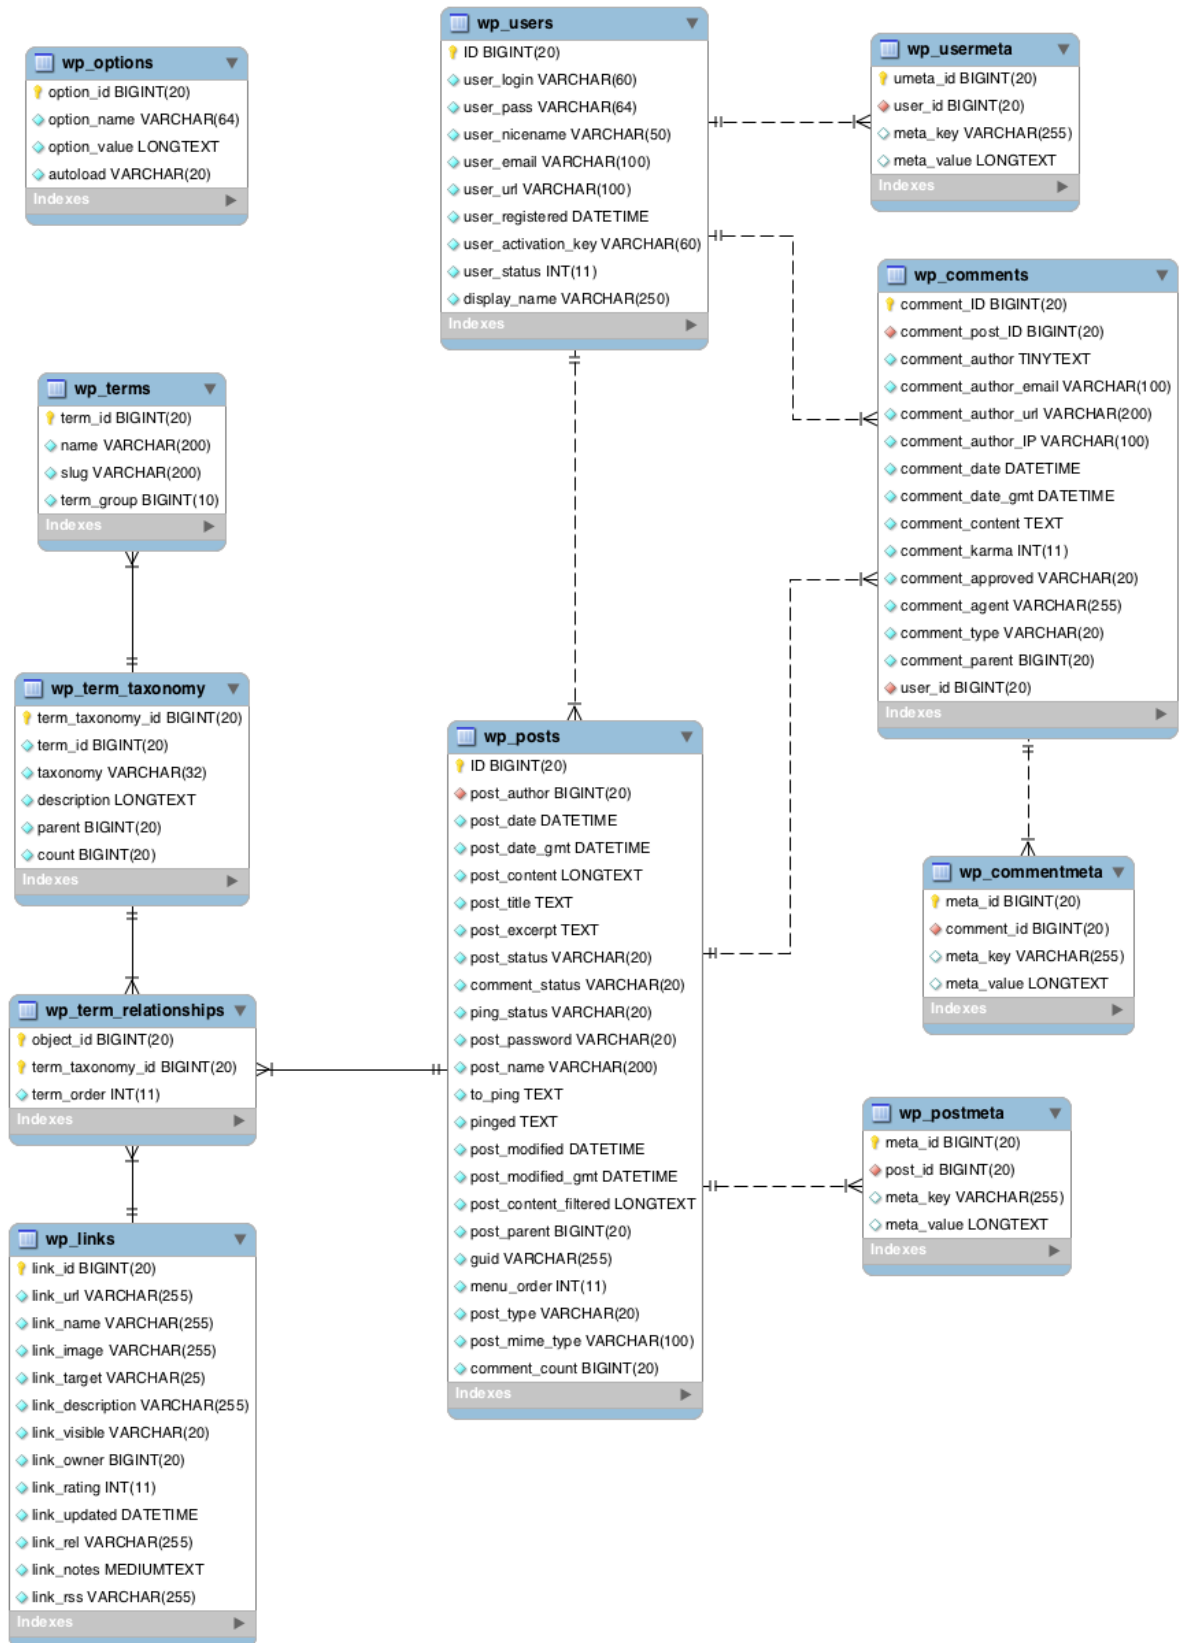 wp_options
option_id BIGINT(20)
option_name VARCHAR(64)
option_value LONGTEXT
autoload VARCHAR(20)
Indexes
wp_users
ID BIGINT(20)
user_login VARCHAR(60)
user_pass VARCHAR(64)
user_nicename VARCHAR(50)
user_email VARCHAR(100)
user_url VARCHAR(100)
user_registered DATETIME
user_activation_key VARCHAR(60)
user_status INT(11)
display_name VARCHAR(250)
Indexes
wp_usermeta
umeta_id BIGINT(20)
user_id BIGINT(20)
meta_key VARCHAR(255)
meta_value LONGTEXT
Indexes
wp_comments
comment_ID BIGINT(20)
comment_post_ID BIGINT(20)
comment_author TINYTEXT
comment_author_email VARCHAR(100)
comment_author_url VARCHAR(200)
comment_author_IP VARCHAR(100)
comment_date DATETIME
comment_date_gmt DATETIME
comment_content TEXT
comment_karma INT(11)
comment_approved VARCHAR(20)
comment_agent VARCHAR(255)
comment_type VARCHAR(20)
comment_parent BIGINT(20)
user_id BIGINT(20)
Indexes
wp_terms
term_id BIGINT(20)
name VARCHAR(200)
slug VARCHAR(200)
term_group BIGINT(10)
Indexes
wp_term_taxonomy
term_taxonomy_id BIGINT(20)
term_id BIGINT(20)
taxonomy VARCHAR(32)
description LONGTEXT
parent BIGINT(20)
count BIGINT(20)
Indexes
wp_posts
ID BIGINT(20)
post_author BIGINT(20)
post_date DATETIME
post_date_gmt DATETIME
post_content LONGTEXT
post_title TEXT
post_excerpt TEXT
post_status VARCHAR(20)
comment_status VARCHAR(20)
ping_status VARCHAR(20)
post_password VARCHAR(20)
post_name VARCHAR(200)
to_ping TEXT
pinged TEXT
post_modified DATETIME
post_modified_gmt DATETIME
post_content_filtered LONGTEXT
post_parent BIGINT(20)
guid VARCHAR(255)
menu_order INT(11)
post_type VARCHAR(20)
post_mime_type VARCHAR(100)
comment_count BIGINT(20)
Indexes
wp_commentmeta
meta_id BIGINT(20)
comment_id BIGINT(20)
meta_key VARCHAR(255)
meta_value LONGTEXT
Indexes
wp_term_relationships
object_id BIGINT(20)
term_taxonomy_id BIGINT(20)
term_order INT(11)
Indexes
wp_postmeta
meta_id BIGINT(20)
post_id BIGINT(20)
meta_key VARCHAR(255)
meta_value LONGTEXT
Indexes
wp_links
link_id BIGINT(20)
link_url VARCHAR(255)
link_name VARCHAR(255)
link_image VARCHAR(255)
link_target VARCHAR(25)
link_description VARCHAR(255)
link_visible VARCHAR(20)
link_owner BIGINT(20)
link_rating INT(11)
link_updated DATETIME
link_rel VARCHAR(255)
link_notes MEDIUMTEXT
link_rss VARCHAR(255)
Indexes